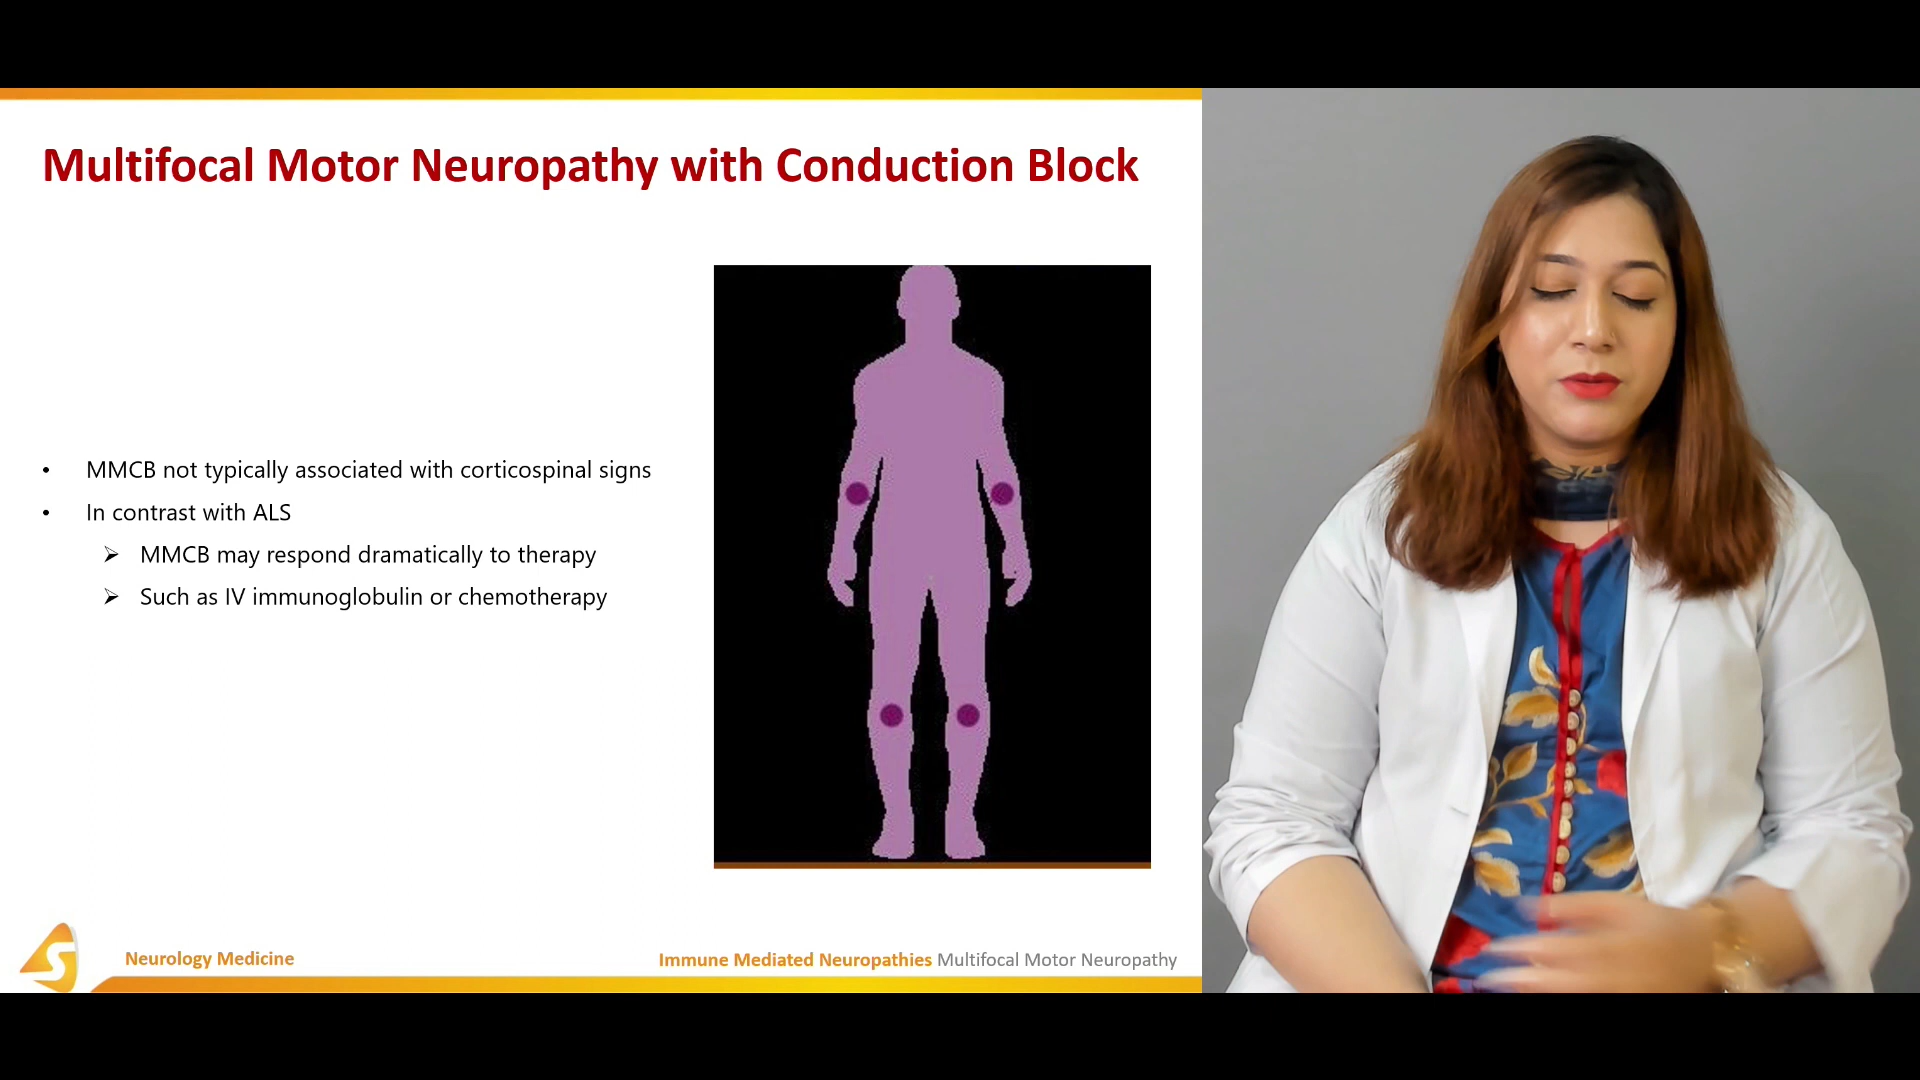 Multifocal Motor Neuropathy with Conduction Block
• MMCB not typically associated with corticospinal signs
• In contrast with ALS
➢ MMCB may respond dramatically to therapy
➢ Such as IV immunoglobulin or chemotherapy
S
Neurology Medicine
Immune Mediated Neuropathies Multifocal Motor Neuropathy